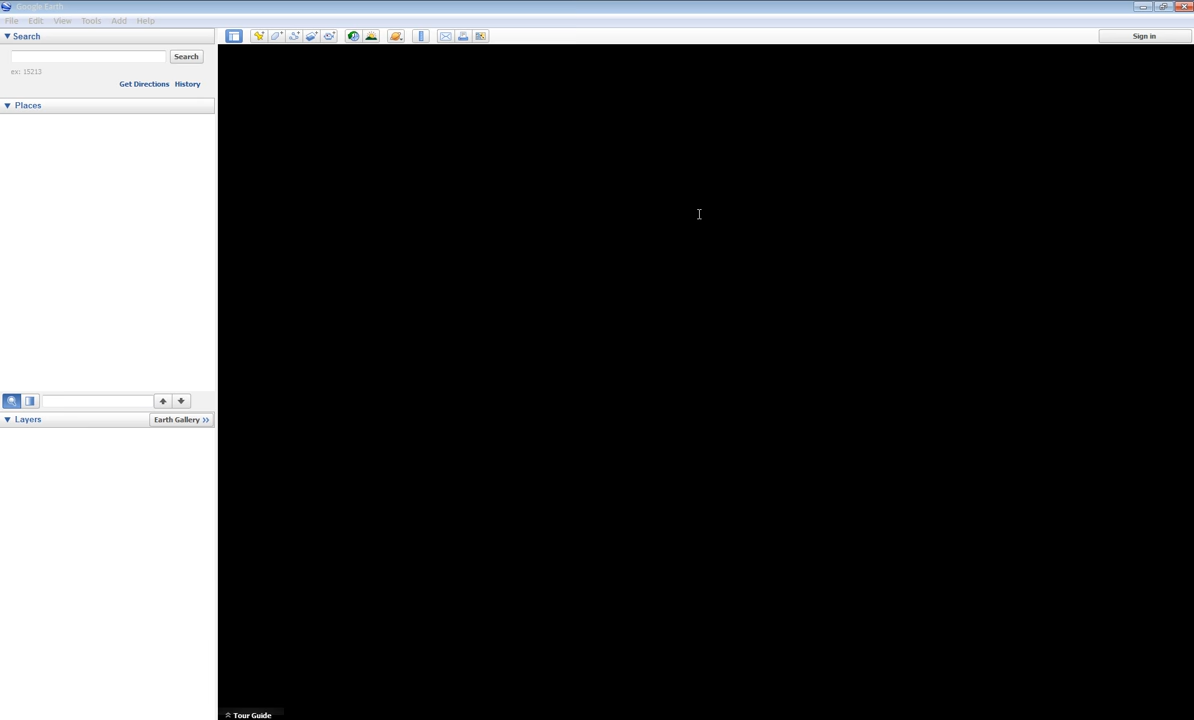 Google Earth
File Edit View Tools Add Help
Search
Sign in
Search
ex: 15213
Get Directions History
Places
Layers
Earth Gallery >>
Tour Guide